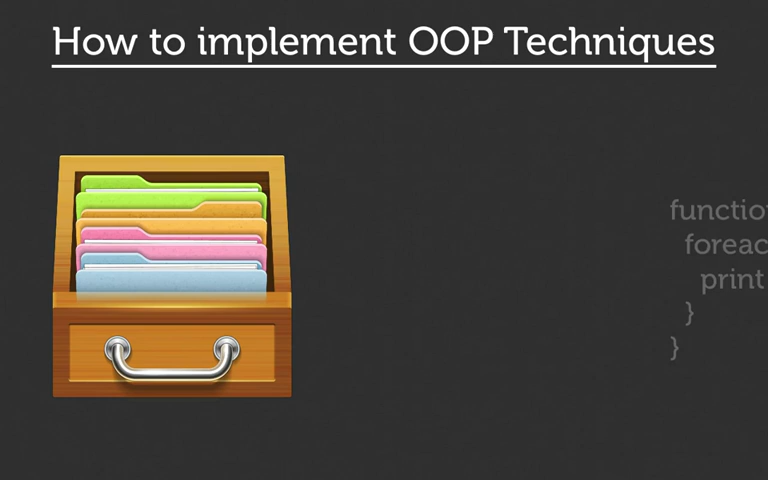 How to implement OOP Techniques
functio
foreac
print
}
}